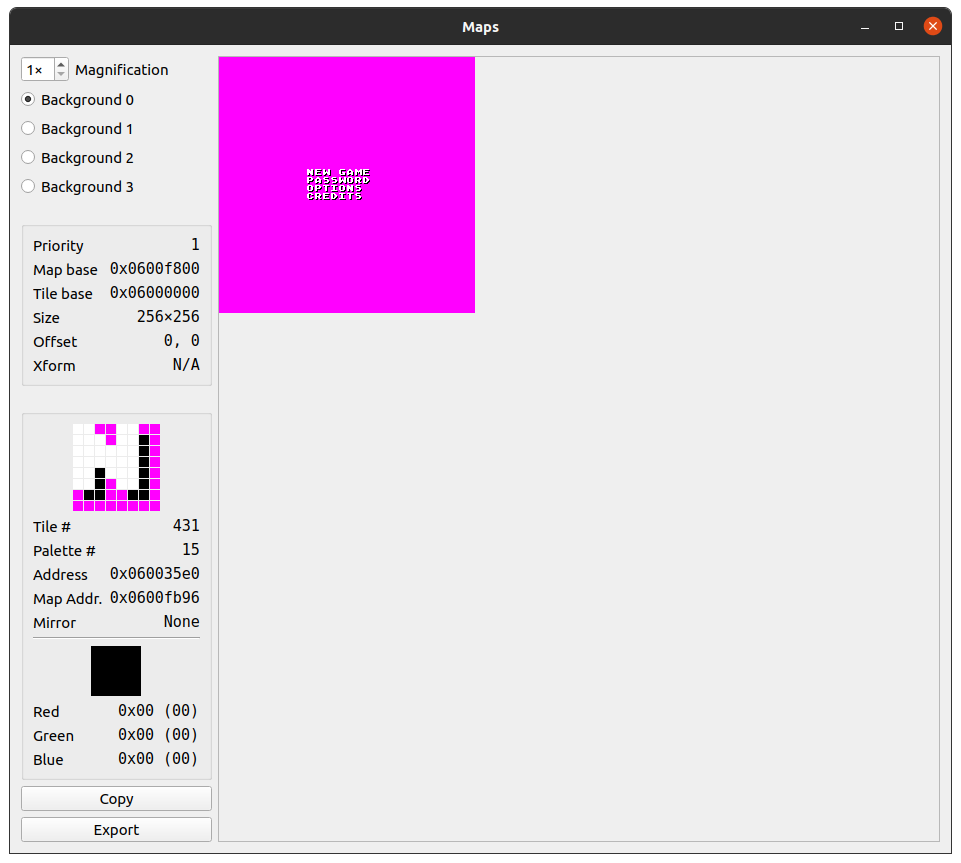 Maps
1× Magnification
Background 0
Background 1
Background 2
Background 3
Priority 1
Map base 0x0600f800
Tile base 0x06000000
Size 256×256
Offset 0, 0
Xform N/A
Tile # 431
Palette # 15
Address 0x060035e0
Map Addr. 0x0600fb96
Mirror None
Red 0x00 (00)
Green 0x00 (00)
Blue 0x00 (00)
Copy
Export
NEW GAME
PASSWORD
OPTIONS
CREDITS